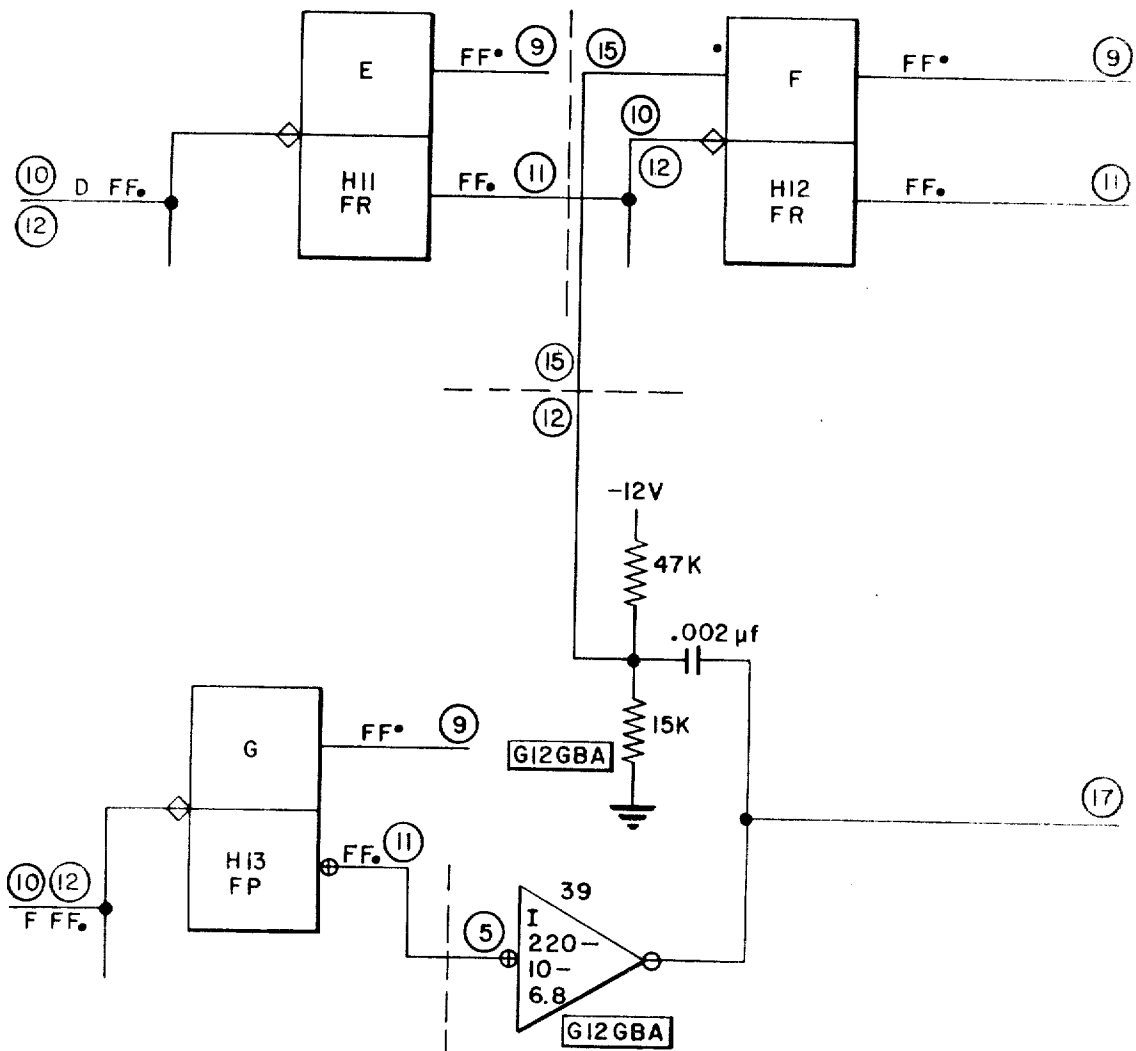 E
FF• 9
15
F
FF• 9
10
12
H11
FR
FF. 11
H12
FR
FF. 11
10 D FF.
12
15
12
-12V
47K
.002 µf
15K
G
FF• 9
G12GBA
17
H13
FP
FF. 11
10 12
F FF.
39
5
I
220-
10-
6.8
G12GBA